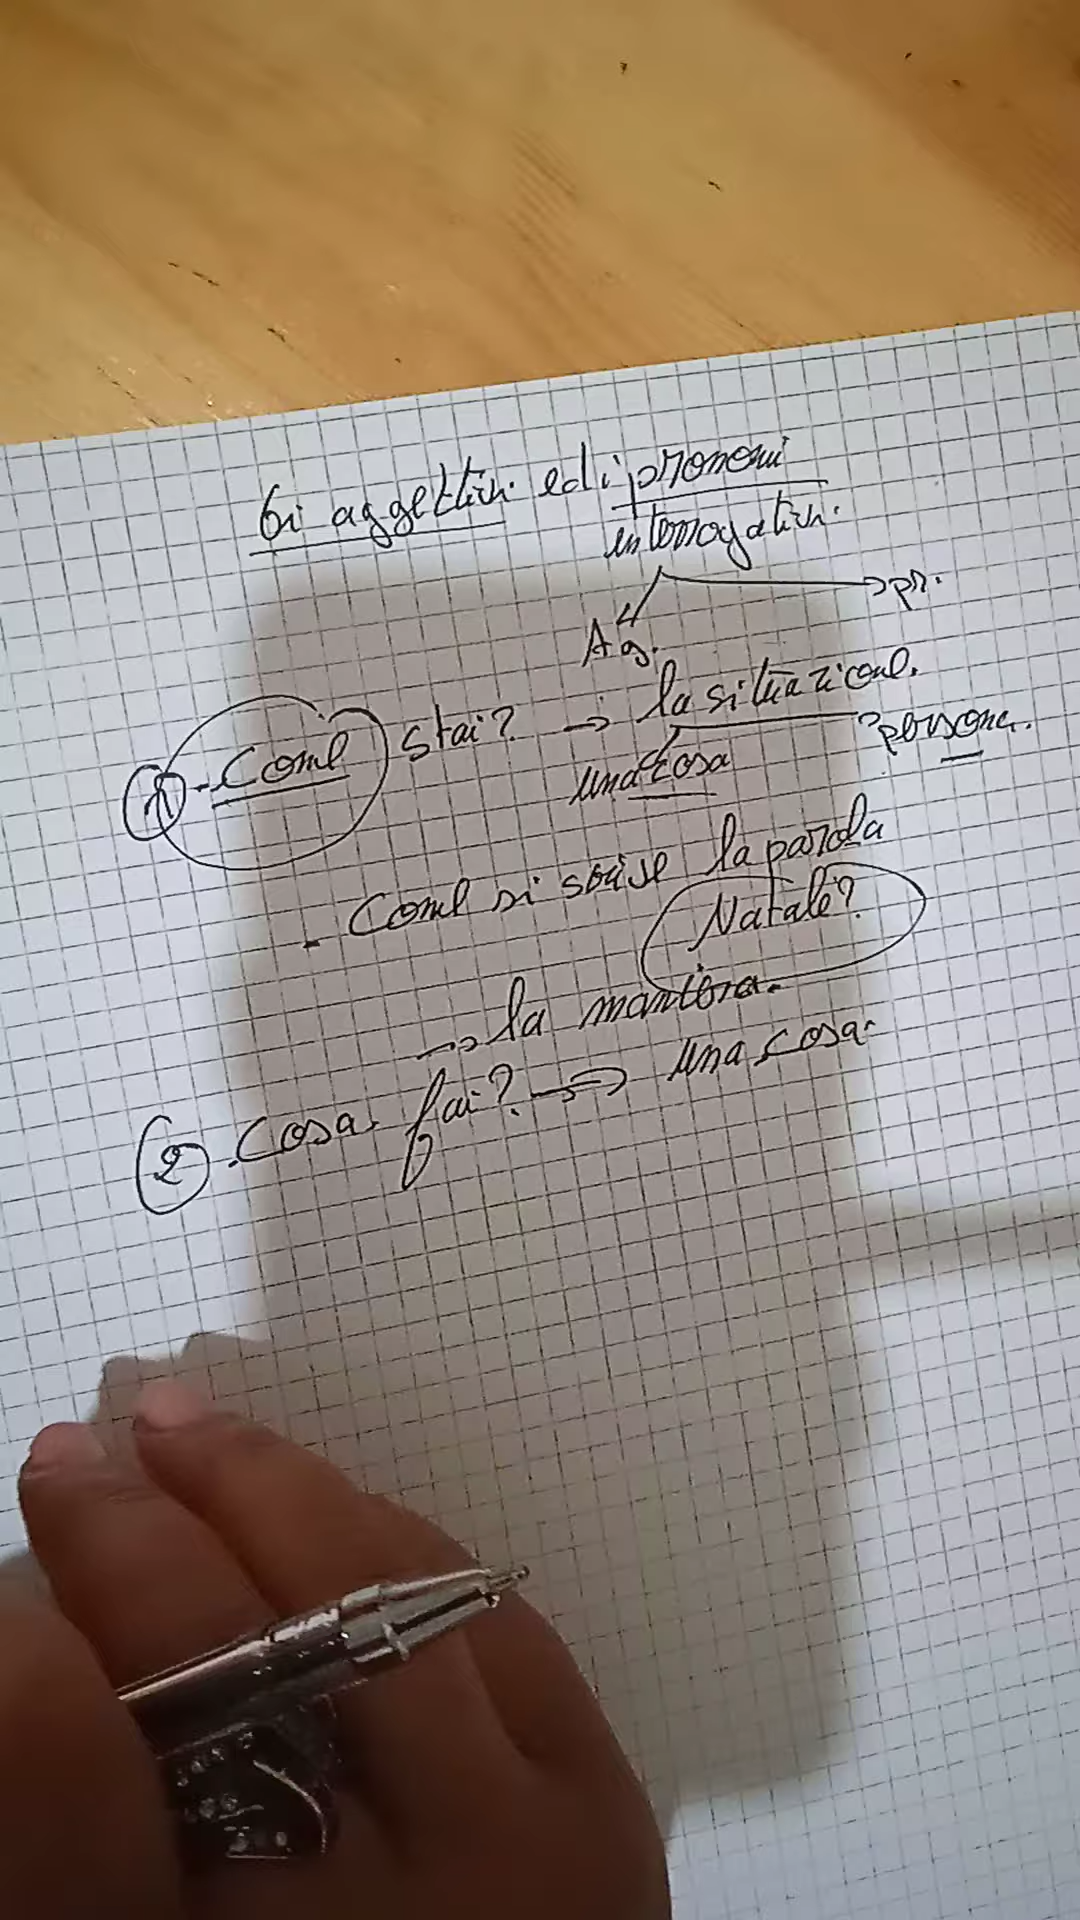 Gi aggettivi ed i pronomi
interrogativi.
Ag.
pr.
① - Come stai? → la situazione.
una cosa
persona.
- Come si scrive la parola
Natale?
→ la maniera.
② . Cosa fai? → una cosa.